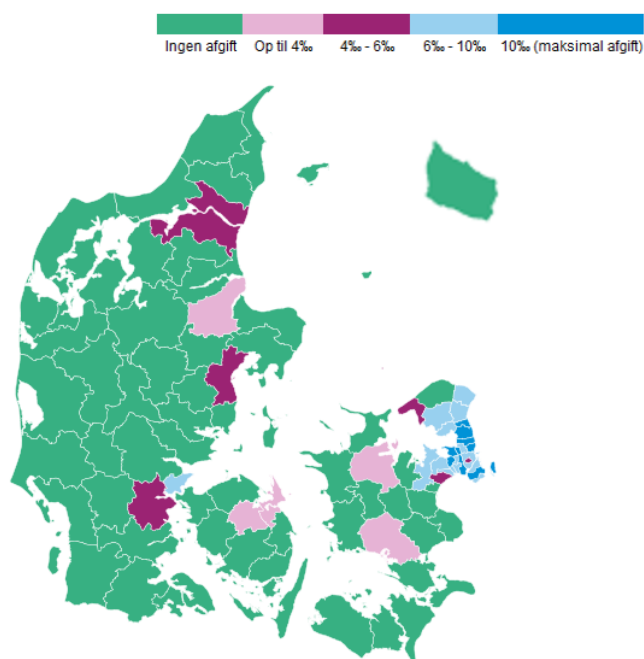 Ingen afgift Op til 4‰ 4‰ - 6‰ 6‰ - 10‰ 10‰ (maksimal afgift)